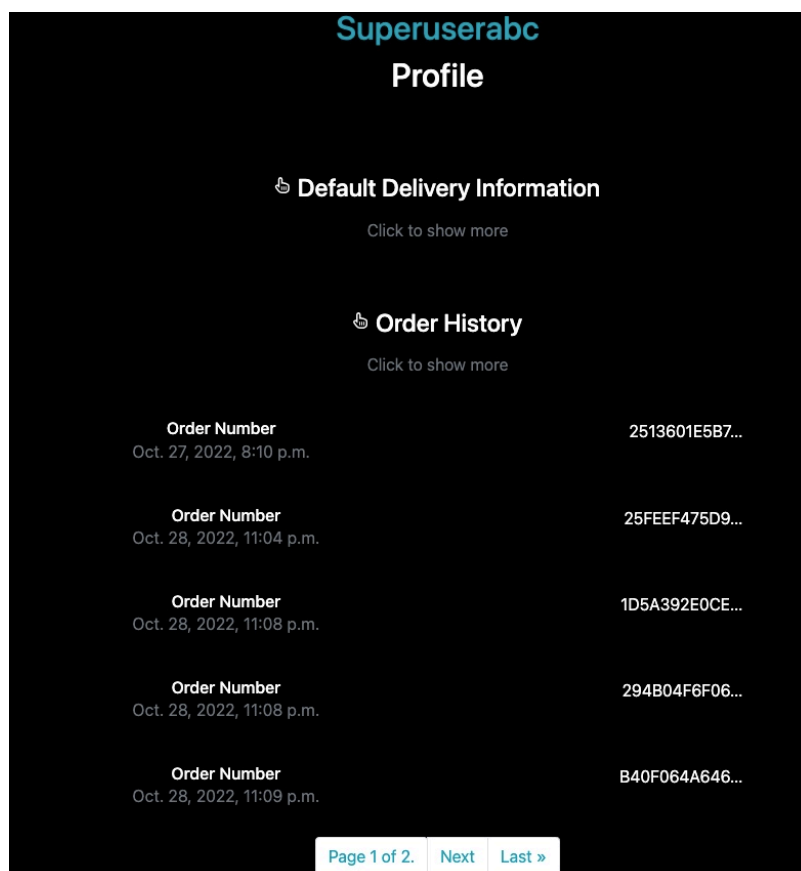 Superuserabc
Profile
Default Delivery Information
Click to show more
Order History
Click to show more
Order Number 2513601E5B7...
Oct. 27, 2022, 8:10 p.m.
Order Number 25FEEF475D9...
Oct. 28, 2022, 11:04 p.m.
Order Number 1D5A392E0CE...
Oct. 28, 2022, 11:08 p.m.
Order Number 294B04F6F06...
Oct. 28, 2022, 11:08 p.m.
Order Number B40F064A646...
Oct. 28, 2022, 11:09 p.m.
Page 1 of 2. Next Last »